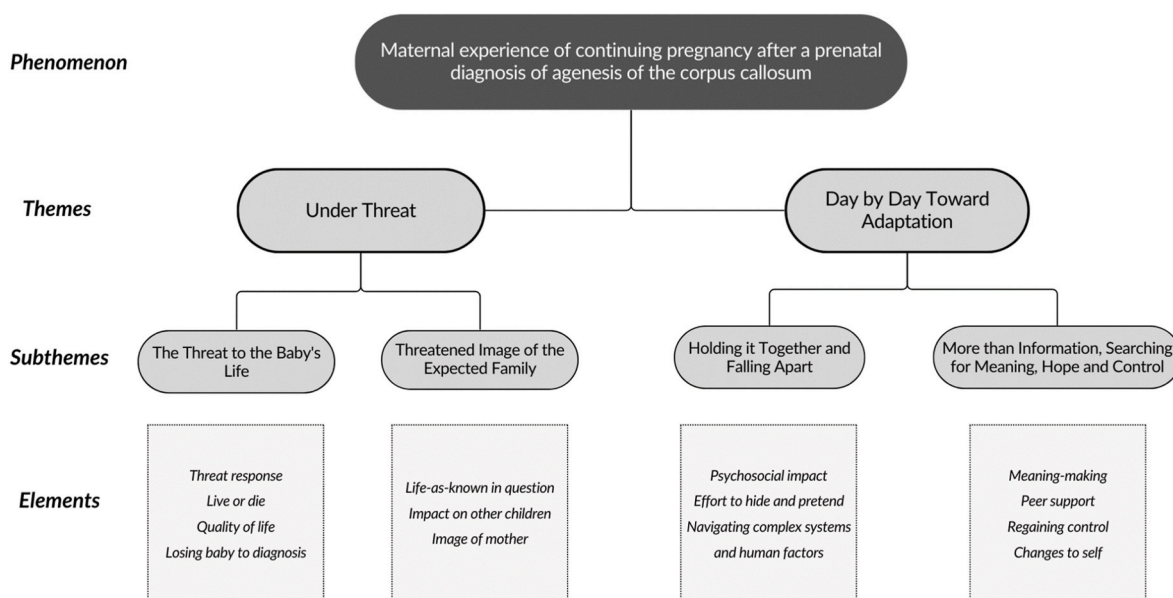 Phenomenon
Maternal experience of continuing pregnancy after a prenatal
diagnosis of agenesis of the corpus callosum
Themes
Under Threat
Day by Day Toward
Adaptation
Subthemes
The Threat to the Baby's
Life
Threatened Image of the
Expected Family
Holding it Together and
Falling Apart
More than Information, Searching
for Meaning, Hope and Control
Elements
Threat response
Live or die
Quality of life
Losing baby to diagnosis
Life-as-known in question
Impact on other children
Image of mother
Psychosocial impact
Effort to hide and pretend
Navigating complex systems
and human factors
Meaning-making
Peer support
Regaining control
Changes to self